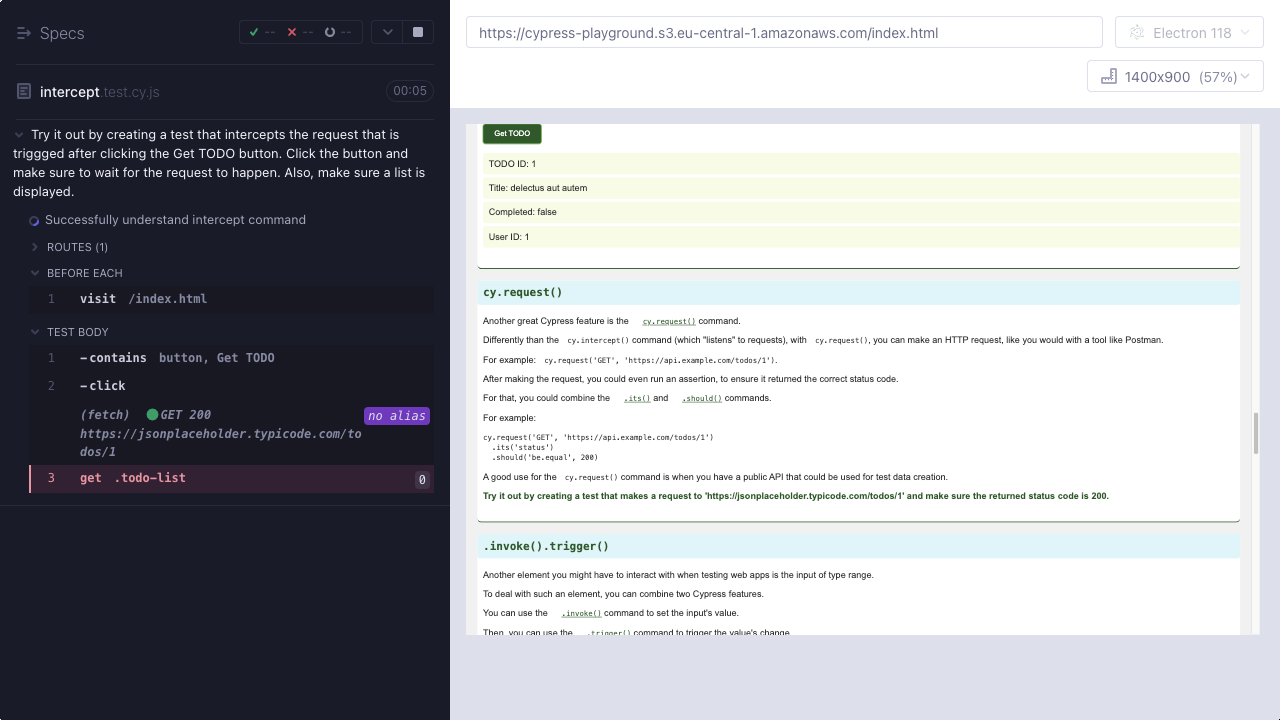 Specs
-- -- --
intercept.test.cy.js 00:05
Try it out by creating a test that intercepts the request that is
triggged after clicking the Get TODO button. Click the button and
make sure to wait for the request to happen. Also, make sure a list is
displayed.
Successfully understand intercept command
ROUTES (1)
BEFORE EACH
1 visit /index.html
TEST BODY
1 -contains button, Get TODO
2 -click
(fetch) GET 200 no alias
https://jsonplaceholder.typicode.com/to
dos/1
3 get .todo-list 0
https://cypress-playground.s3.eu-central-1.amazonaws.com/index.html
Electron 118
1400x900 (57%)
Get TODO
TODO ID: 1
Title: delectus aut autem
Completed: false
User ID: 1
cy.request()
Another great Cypress feature is the cy.request() command.
Differently than the cy.intercept() command (which "listens" to requests), with cy.request(), you can make an HTTP request, like you would with a tool like Postman.
For example: cy.request('GET', 'https://api.example.com/todos/1').
After making the request, you could even run an assertion, to ensure it returned the correct status code.
For that, you could combine the .its() and .should() commands.
For example:
cy.request('GET', 'https://api.example.com/todos/1')
.its('status')
.should('be.equal', 200)
A good use for the cy.request() command is when you have a public API that could be used for test data creation.
Try it out by creating a test that makes a request to 'https://jsonplaceholder.typicode.com/todos/1' and make sure the returned status code is 200.
.invoke().trigger()
Another element you might have to interact with when testing web apps is the input of type range.
To deal with such an element, you can combine two Cypress features.
You can use the .invoke() command to set the input's value.
Then, you can use the .trigger() command to trigger the value's change.